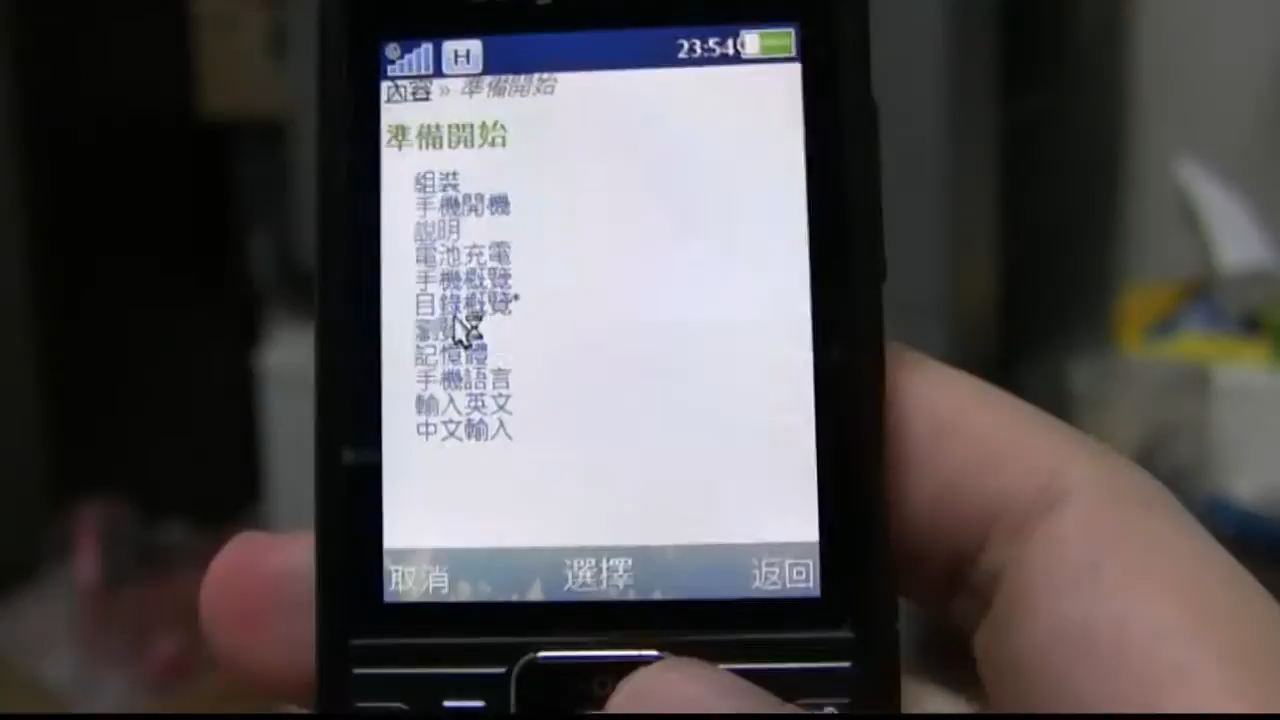 H 23:54
內容 » 準備開始
準備開始
組裝
手機開機
說明
電池充電
手機概覽
目錄概覽*
記憶體
手機語言
輸入英文
中文輸入
取消 選擇 返回